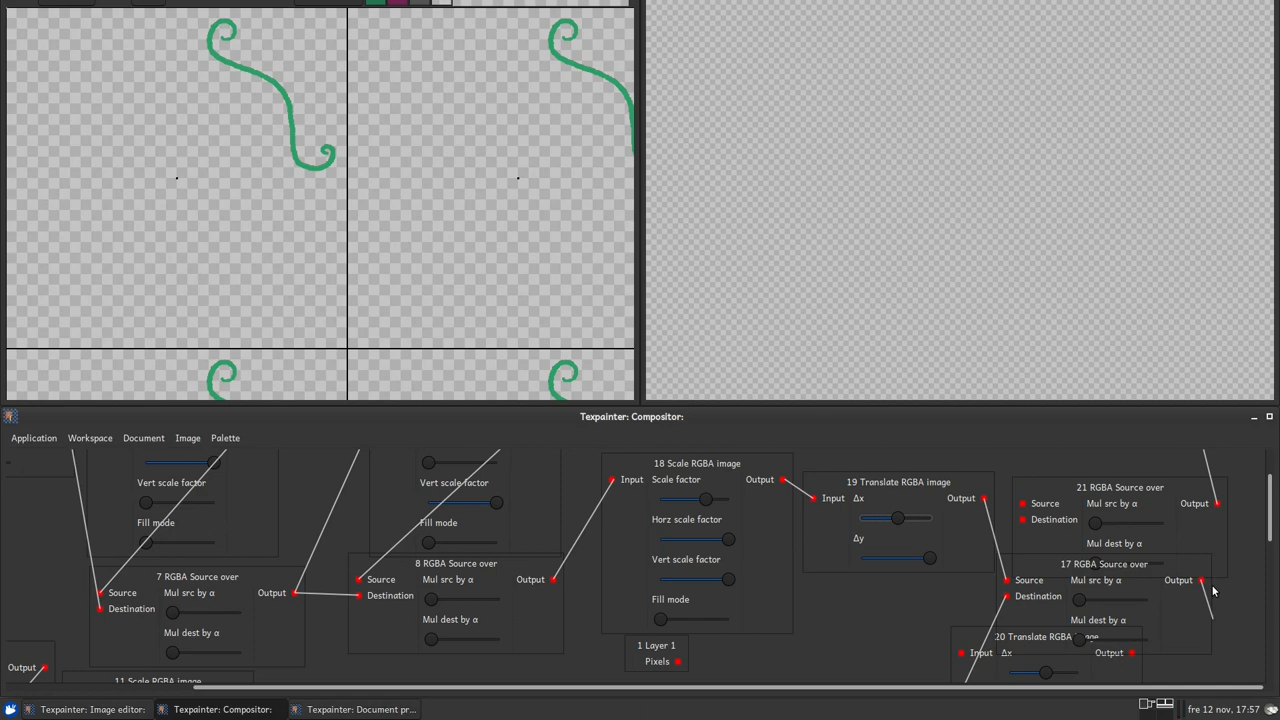 Texpainter: Compositor:
Application Workspace Document Image Palette
Vert scale factor
Fill mode
Vert scale factor
Fill mode
18 Scale RGBA image
Input Scale factor Output
Horz scale factor
Vert scale factor
Fill mode
19 Translate RGBA image
Input Δx Output
Δy
21 RGBA Source over
Source Mul src by α Output
Destination
Mul dest by α
7 RGBA Source over
Source Mul src by α Output
Destination
Mul dest by α
8 RGBA Source over
Source Mul src by α Output
Destination
Mul dest by α
17 RGBA Source over
Source Mul src by α Output
Destination
Mul dest by α
1 Layer 1
Pixels
20 Translate RGBA image
Input Δx Output
Output
11 Scale RGBA image
Texpainter: Image editor: Texpainter: Compositor: Texpainter: Document pr... fre 12 nov, 17:57